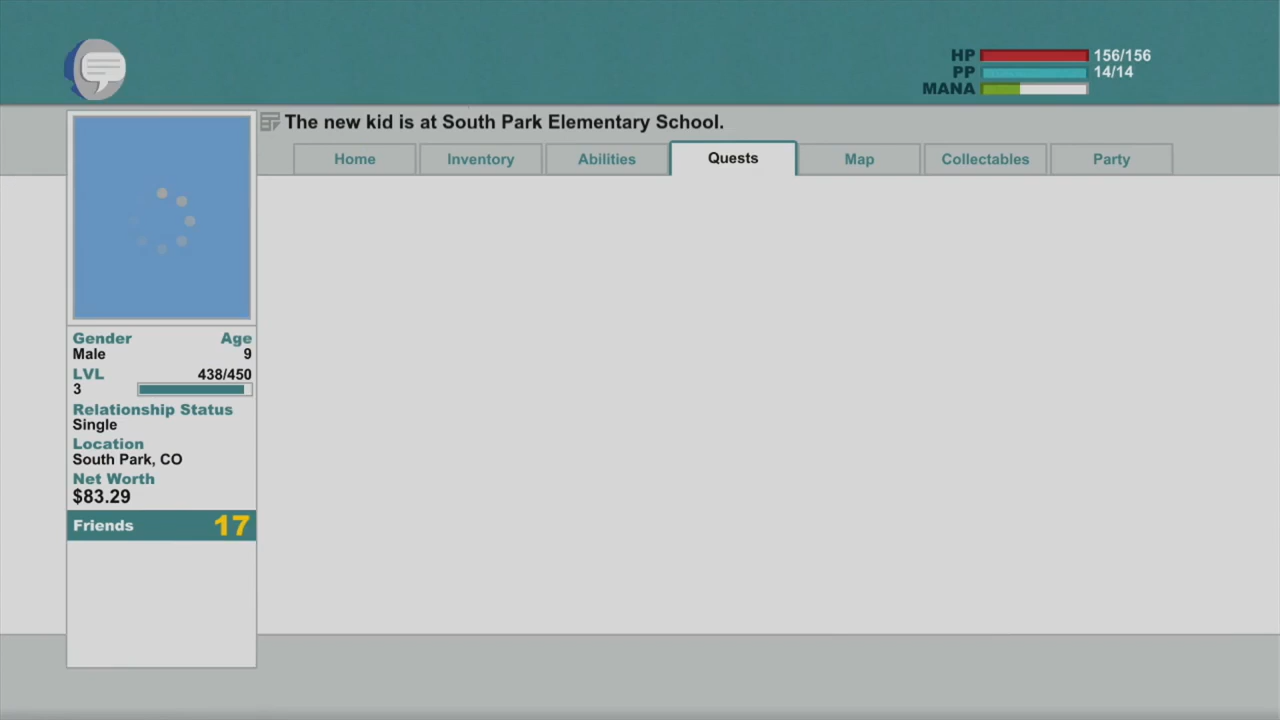 HP 156/156
PP 14/14
MANA
The new kid is at South Park Elementary School.
Home Inventory Abilities Quests Map Collectables Party
Gender Age
Male 9
LVL 438/450
3
Relationship Status
Single
Location
South Park, CO
Net Worth
$83.29
Friends 17